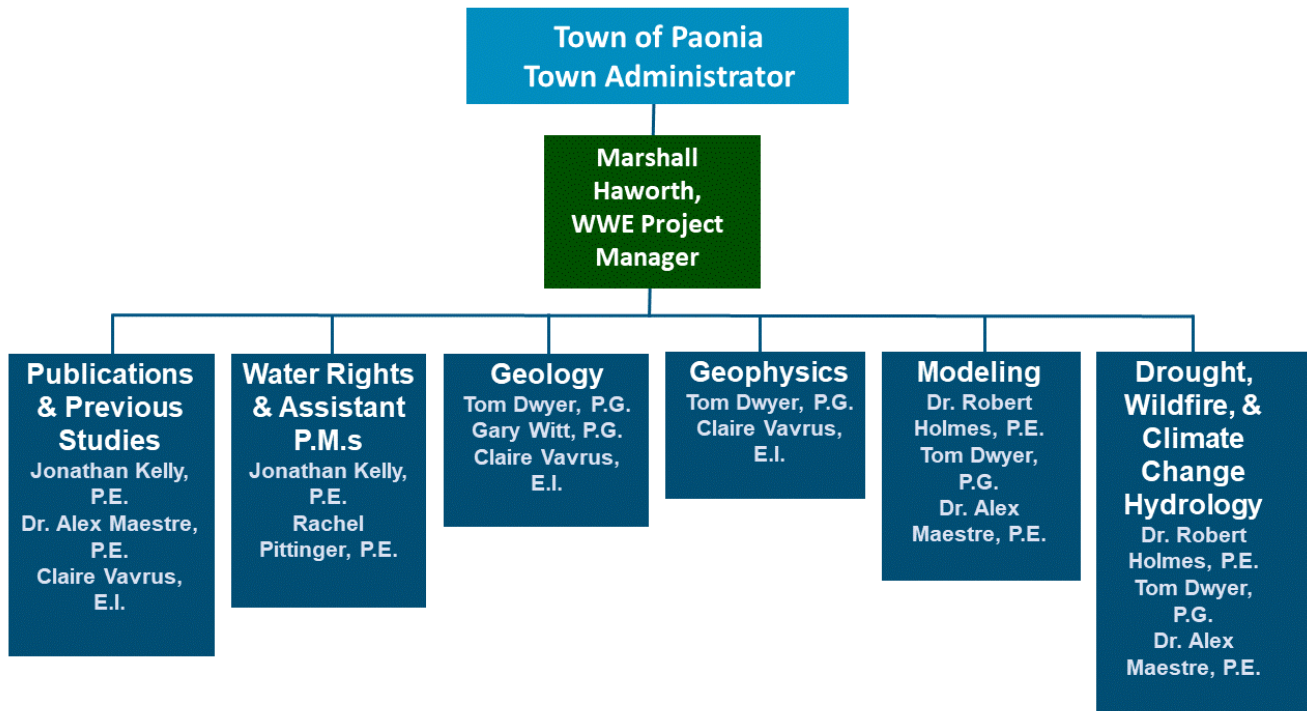 Town of Paonia
Town Administrator
Marshall
Haworth,
WWE Project
Manager
Publications
& Previous
Studies
Jonathan Kelly,
P.E.
Dr. Alex Maestre,
P.E.
Claire Vavrus,
E.I.
Water Rights
& Assistant
P.M.s
Jonathan Kelly,
P.E.
Rachel
Pittinger, P.E.
Geology
Tom Dwyer, P.G.
Gary Witt, P.G.
Claire Vavrus,
E.I.
Geophysics
Tom Dwyer, P.G.
Claire Vavrus,
E.I.
Modeling
Dr. Robert
Holmes, P.E.
Tom Dwyer,
P.G.
Dr. Alex
Maestre, P.E.
Drought,
Wildfire, &
Climate
Change
Hydrology
Dr. Robert
Holmes, P.E.
Tom Dwyer,
P.G.
Dr. Alex
Maestre, P.E.